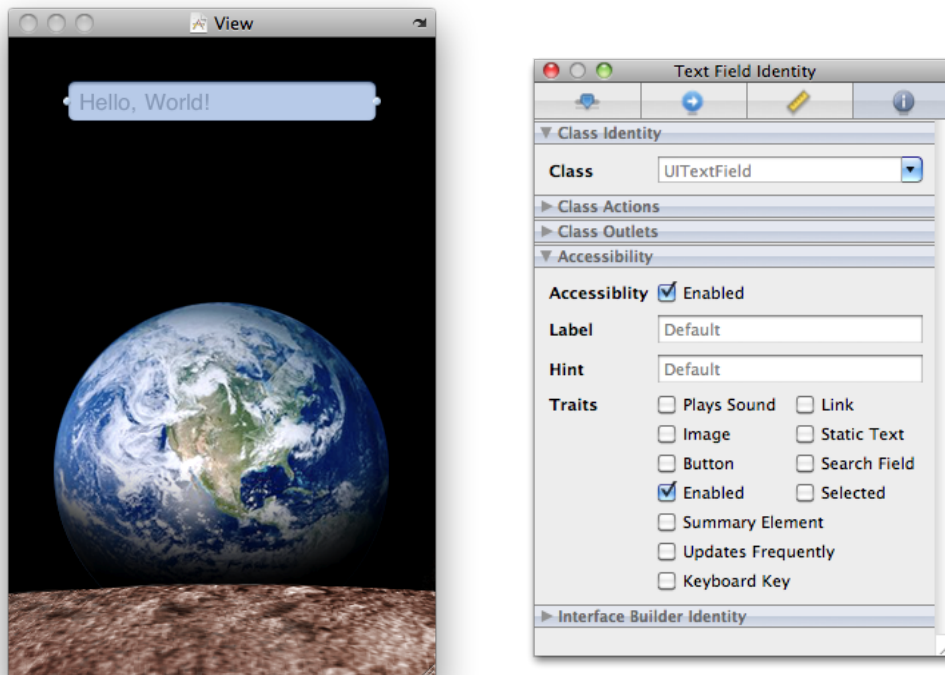 View
Hello, World!
Text Field Identity
Class Identity
Class UITextField
Class Actions
Class Outlets
Accessibility
Accessiblity Enabled
Label Default
Hint Default
Traits Plays Sound Link
Image Static Text
Button Search Field
Enabled Selected
Summary Element
Updates Frequently
Keyboard Key
Interface Builder Identity